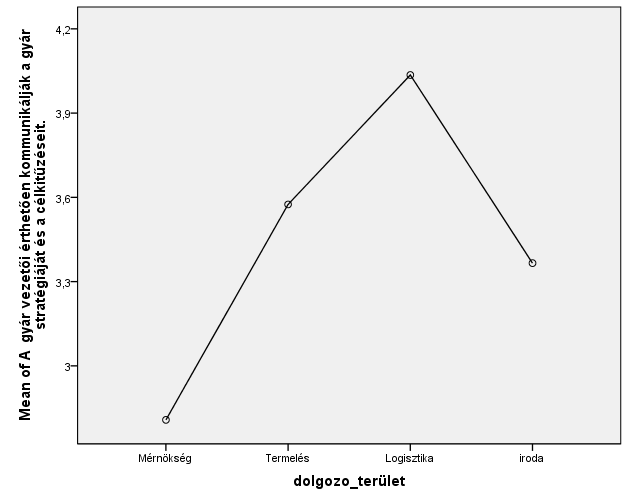 Mean of A  gyár vezetői érthetően kommunikálják a gyár
stratégiáját és a célkitűzéseit.
4,2
3,9
3,6
3,3
3
Mérnökség
Termelés
Logisztika
iroda
dolgozo_terület